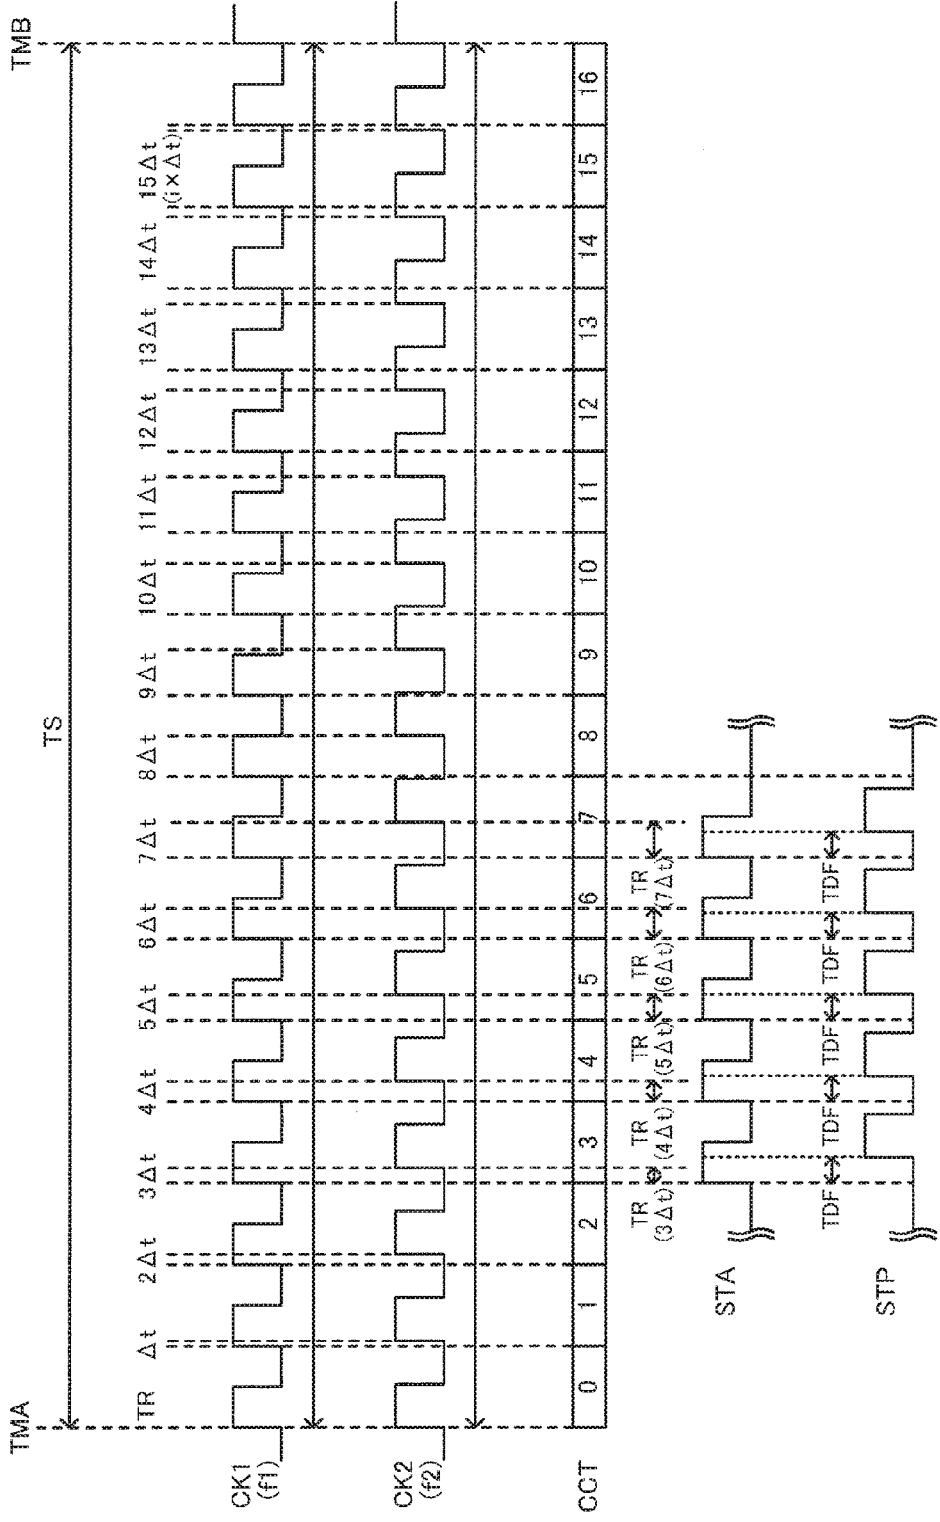 TMA TMB
TS
TR Δt 2Δt 3Δt 4Δt 5Δt 6Δt 7Δt 8Δt 9Δt 10Δt 11Δt 12Δt 13Δt 14Δt 15Δt
(i×Δt)
CK1
(f1)
CK2
(f2)
CCT 0 1 2 3 4 5 6 7 8 9 10 11 12 13 14 15 16
TR TR TR TR TR
(3Δt) (4Δt) (5Δt) (6Δt) (7Δt)
STA
TDF TDF TDF TDF TDF
STP